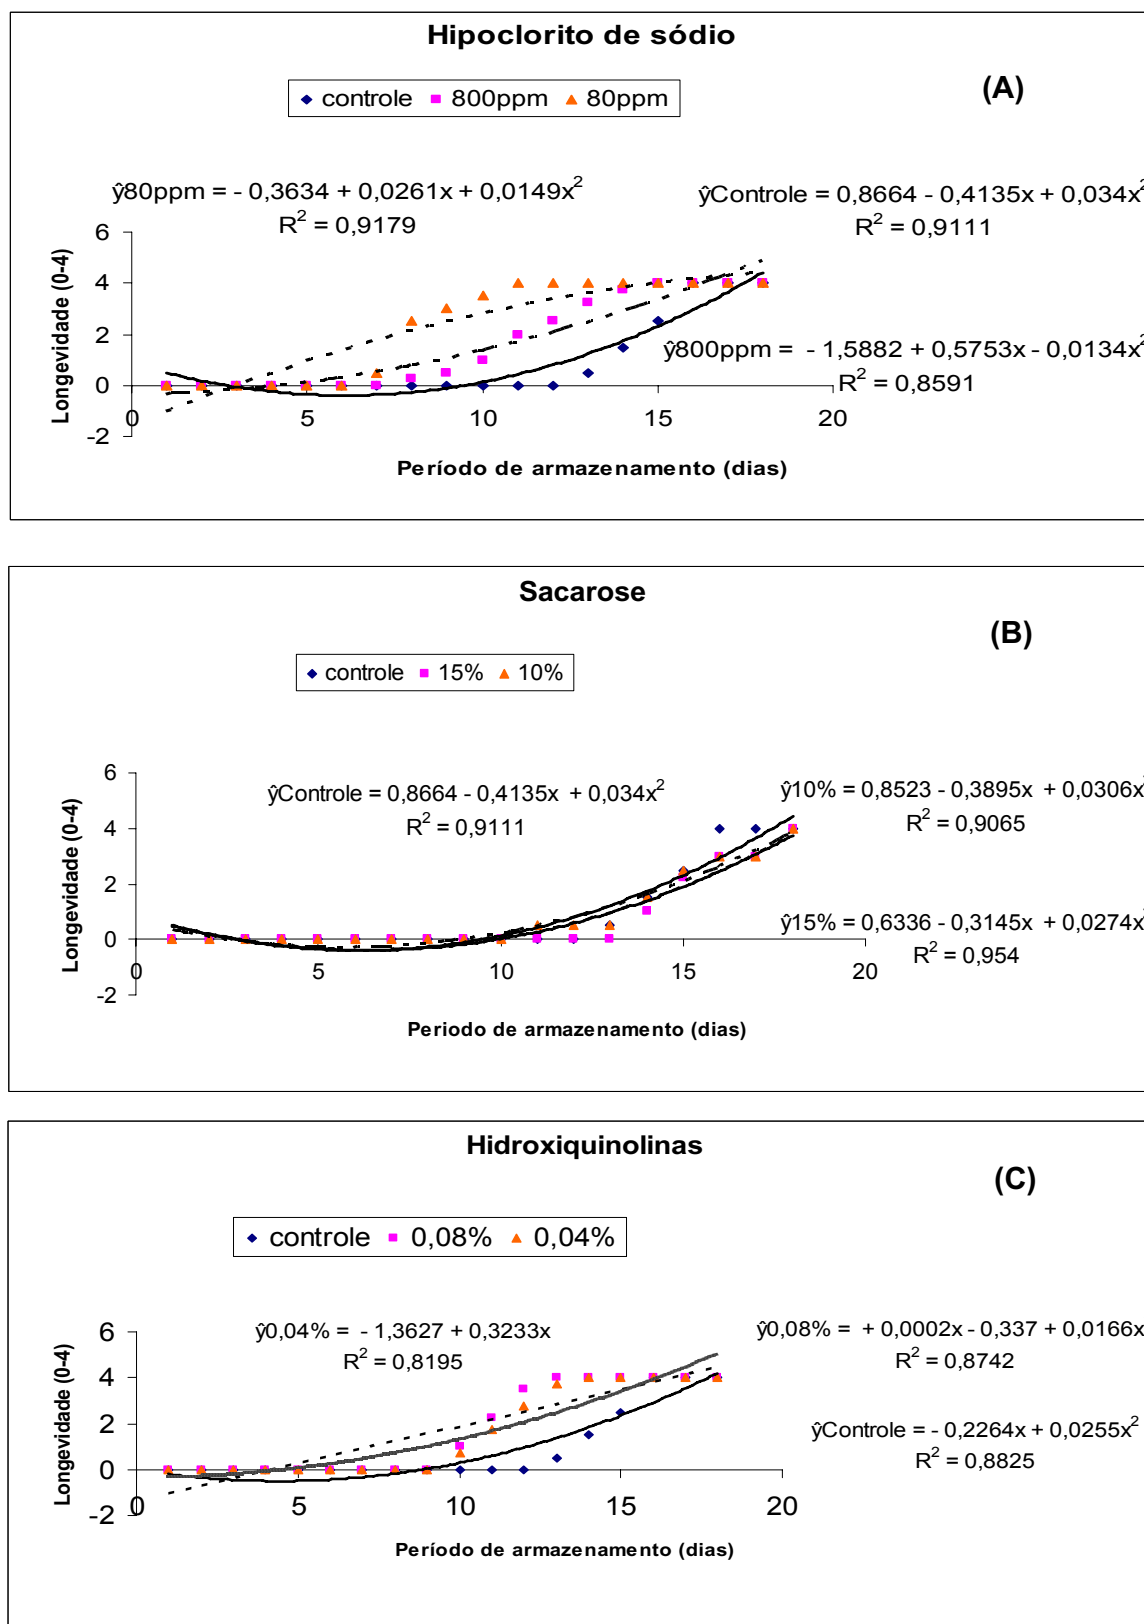 Hipoclorito de sódio
(A)
controle 800ppm 80ppm
ŷ80ppm = - 0,3634 + 0,0261x + 0,0149x²
R² = 0,9179
ŷControle = 0,8664 - 0,4135x + 0,034x²
R² = 0,9111
ŷ800ppm = - 1,5882 + 0,5753x - 0,0134x²
R² = 0,8591
Longevidade (0-4)
6
4
2
0
-2
0 5 10 15 20
Período de armazenamento (dias)
Sacarose
(B)
controle 15% 10%
ŷControle = 0,8664 - 0,4135x + 0,034x²
R² = 0,9111
ŷ10% = 0,8523 - 0,3895x + 0,0306x²
R² = 0,9065
ŷ15% = 0,6336 - 0,3145x + 0,0274x²
R² = 0,954
Longevidade (0-4)
6
4
2
0
-2
0 5 10 15 20
Periodo de armazenamento (dias)
Hidroxiquinolinas
(C)
controle 0,08% 0,04%
ŷ0,04% = - 1,3627 + 0,3233x
R² = 0,8195
ŷ0,08% = + 0,0002x - 0,337 + 0,0166x
R² = 0,8742
ŷControle = - 0,2264x + 0,0255x²
R² = 0,8825
Longevidade (0-4)
6
4
2
0
-2
0 5 10 15 20
Período de armazenamento (dias)